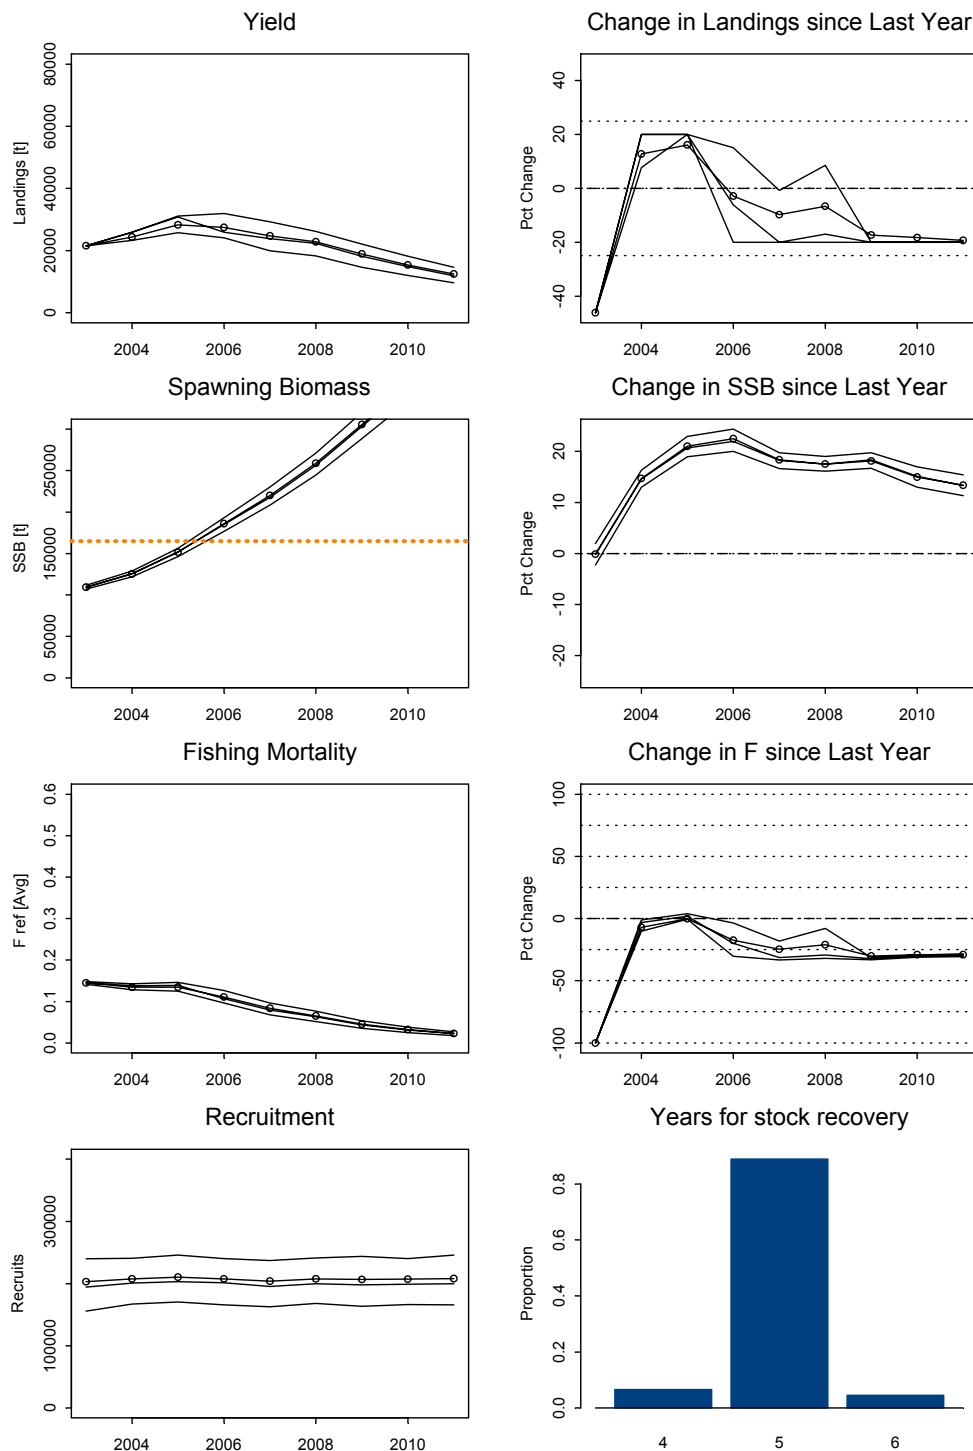 Yield
Landings [t]
0 20000 40000 60000 80000
2004 2006 2008 2010
Change in Landings since Last Year
Pct Change
-40 -20 0 20 40
2004 2006 2008 2010
Spawning Biomass
SSB [t]
0 50000 150000 250000
2004 2006 2008 2010
Change in SSB since Last Year
Pct Change
-20 -10 0 10 20
2004 2006 2008 2010
Fishing Mortality
F ref [Avg]
0.0 0.1 0.2 0.3 0.4 0.5 0.6
2004 2006 2008 2010
Change in F since Last Year
Pct Change
-100 -50 0 50 100
2004 2006 2008 2010
Recruitment
Recruits
0 100000 300000
2004 2006 2008 2010
Years for stock recovery
Proportion
0.0 0.2 0.4 0.6 0.8
4 5 6